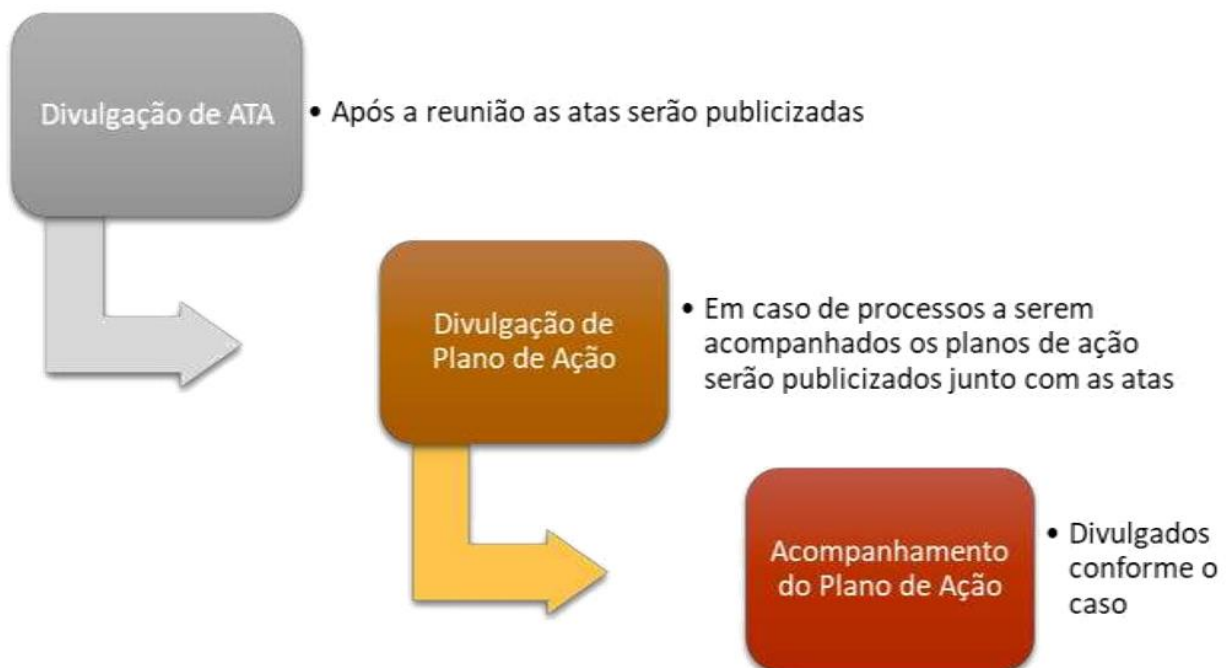 Divulgação de ATA
• Após a reunião as atas serão publicizadas
Divulgação de
Plano de Ação
• Em caso de processos a serem
acompanhados os planos de ação
serão publicizados junto com as atas
Acompanhamento
do Plano de Ação
• Divulgados
conforme o
caso